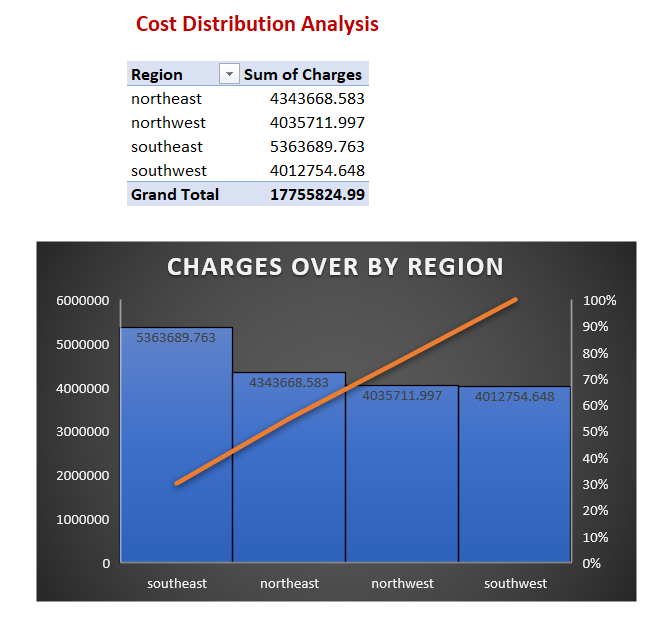 Cost Distribution Analysis
Region Sum of Charges
northeast 4343668.583
northwest 4035711.997
southeast 5363689.763
southwest 4012754.648
Grand Total 17755824.99
CHARGES OVER BY REGION
6000000 100%
90%
5363689.763
5000000
80%
4343668.583
70%
4000000
4035711.997
4012754.648
60%
3000000 50%
40%
2000000
30%
20%
1000000
10%
0 0%
southeast northeast northwest southwest